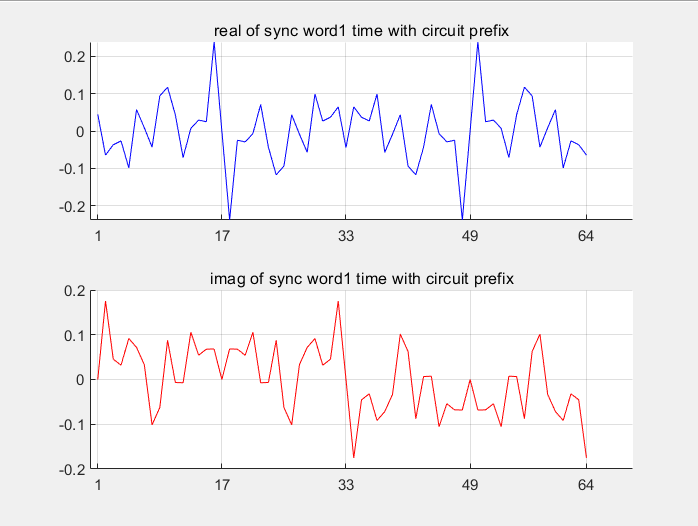 real of sync word1 time with circuit prefix
0.2
0.1
0
-0.1
-0.2
1 17 33 49 64
imag of sync word1 time with circuit prefix
0.2
0.1
0
-0.1
-0.2
1 17 33 49 64